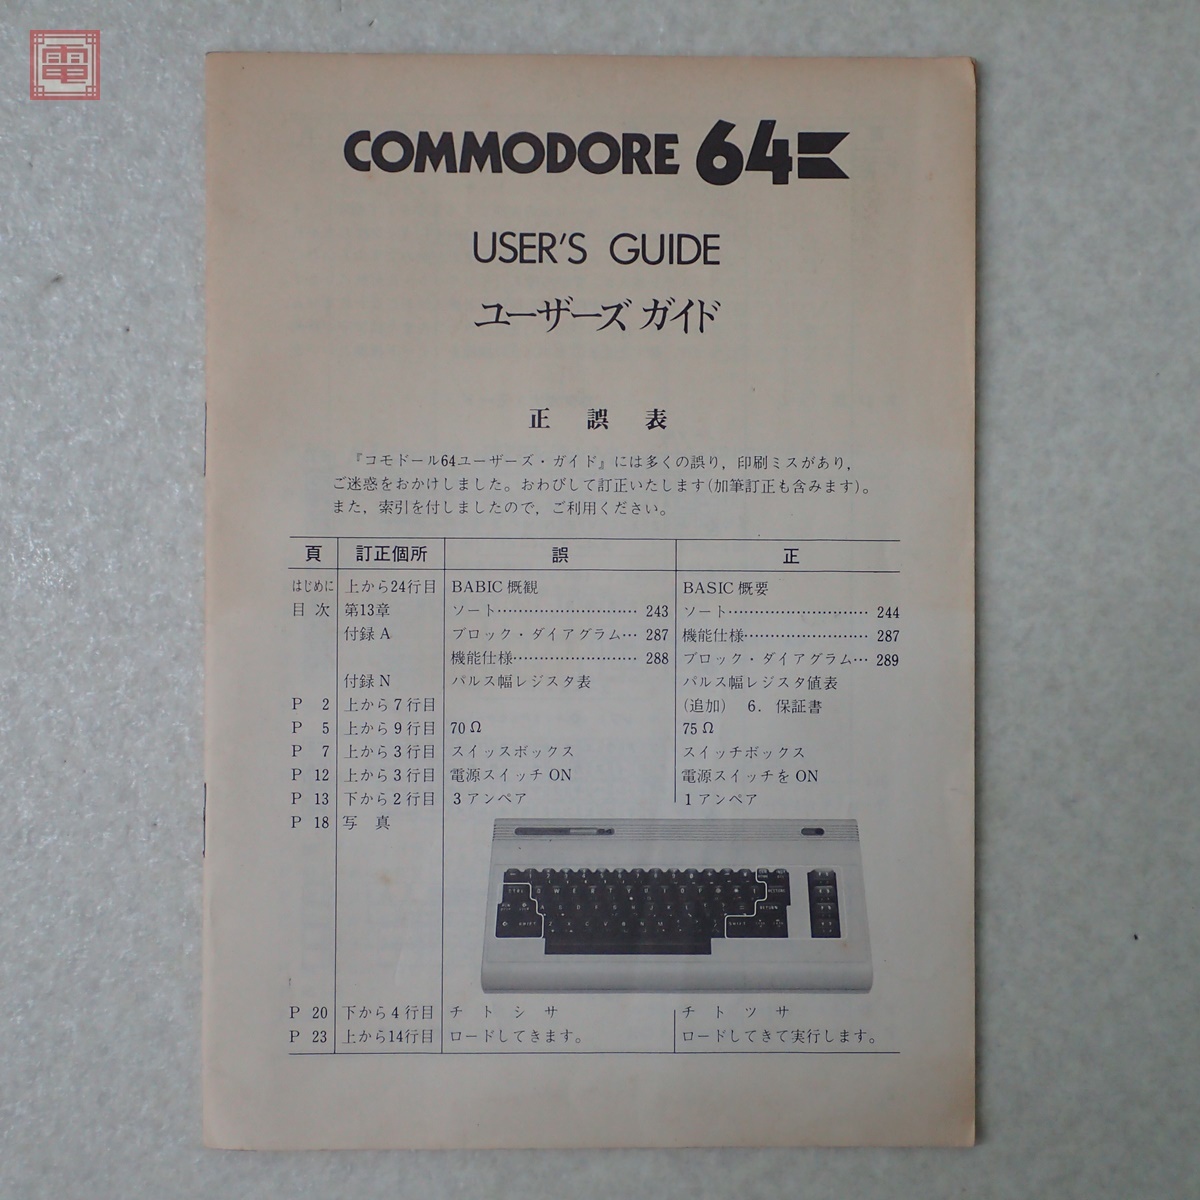 電
COMMODORE 64
USER'S GUIDE
ユーザーズ ガイド
正 誤 表
『コモドール64ユーザーズ・ガイド』には多くの誤り,印刷ミスがあり,
ご迷惑をおかけしました。おわびして訂正いたします(加筆訂正も含みます)。
また,索引を付しましたので,ご利用ください。
頁 訂正個所 誤 正
はじめに 上から24行目 BABIC 概観 BASIC 概要
目 次 第13章 ソート………………………… 243 ソート………………………… 244
付録 A ブロック・ダイアグラム… 287 機能仕様…………………… 287
機能仕様…………………… 288 ブロック・ダイアグラム… 289
付録 N パルス幅レジスタ表 パルス幅レジスタ値表
P 2 上から7行目 (追加) 6. 保証書
P 5 上から9行目 70Ω 75Ω
P 7 上から3行目 スイッスボックス スイッチボックス
P 12 上から3行目 電源スイッチ ON 電源スイッチを ON
P 13 下から2行目 3アンペア 1アンペア
P 18 写 真
CTRL Q W E R T Y U I O P RESTORE
RETURN
SHIFT Z X C V B N M SHIFT
P 20 下から4行目 チ ト シ サ チ ト ツ サ
P 23 上から14行目 ロードしてきます。 ロードしてきて実行します。